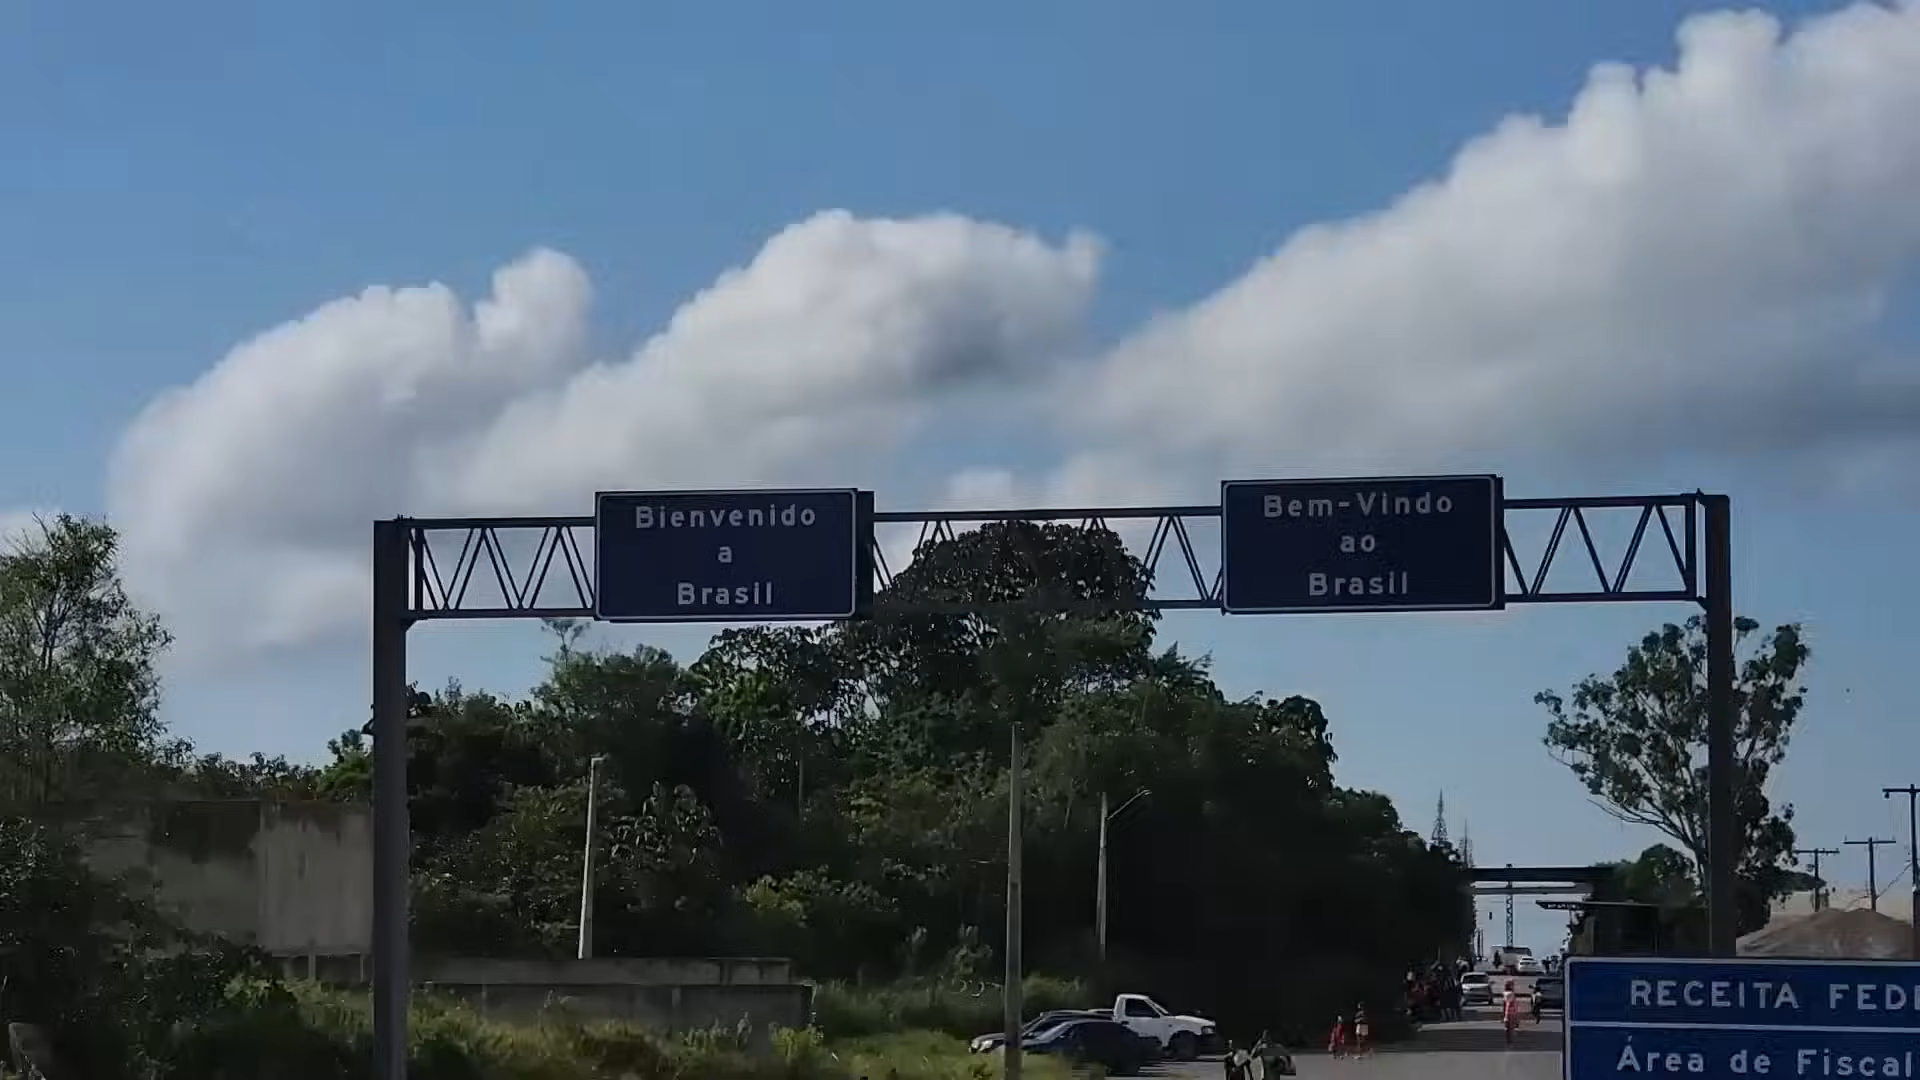 Bienvenido
a
Brasil
Bem-Vindo
ao
Brasil
RECEITA FED
Área de Fiscal